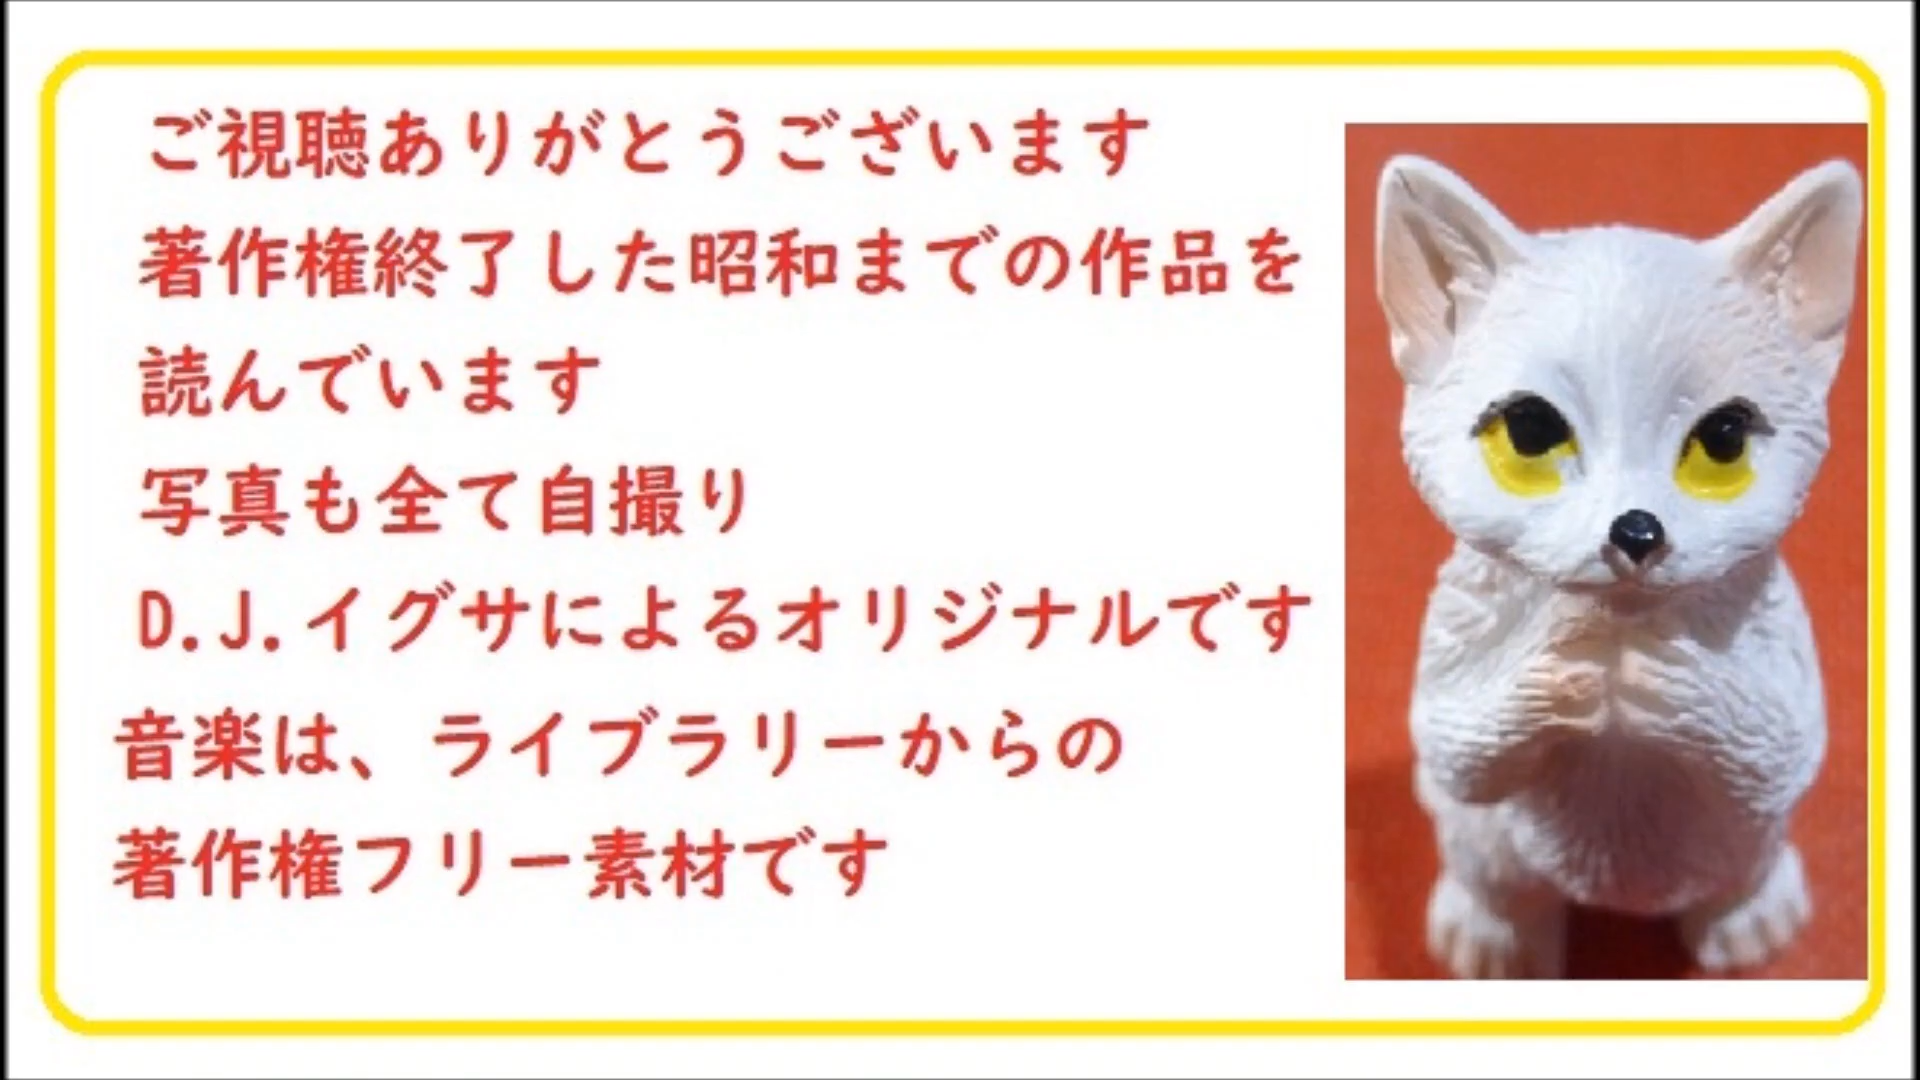 ご視聴ありがとうございます
著作権終了した昭和までの作品を
読んでいます
写真も全て自撮り
D.J.イグサによるオリジナルです
音楽は、ライブラリーからの
著作権フリー素材です